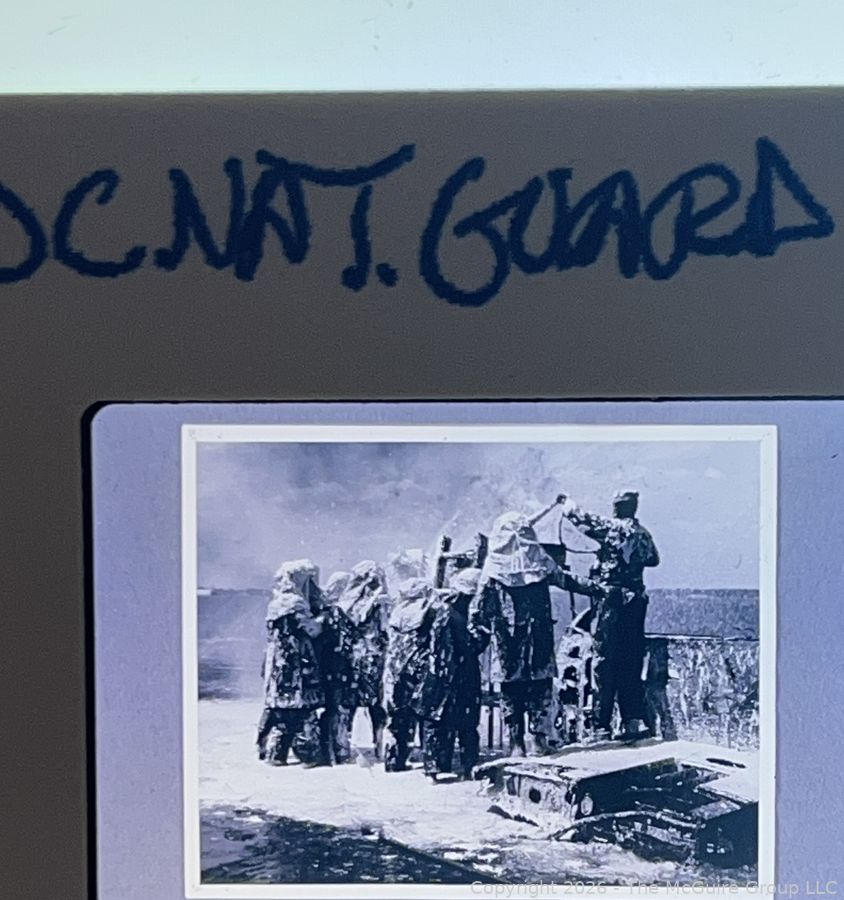 DC. NAT. GUARD
Copyright 2026 - The McGuire Group LLC